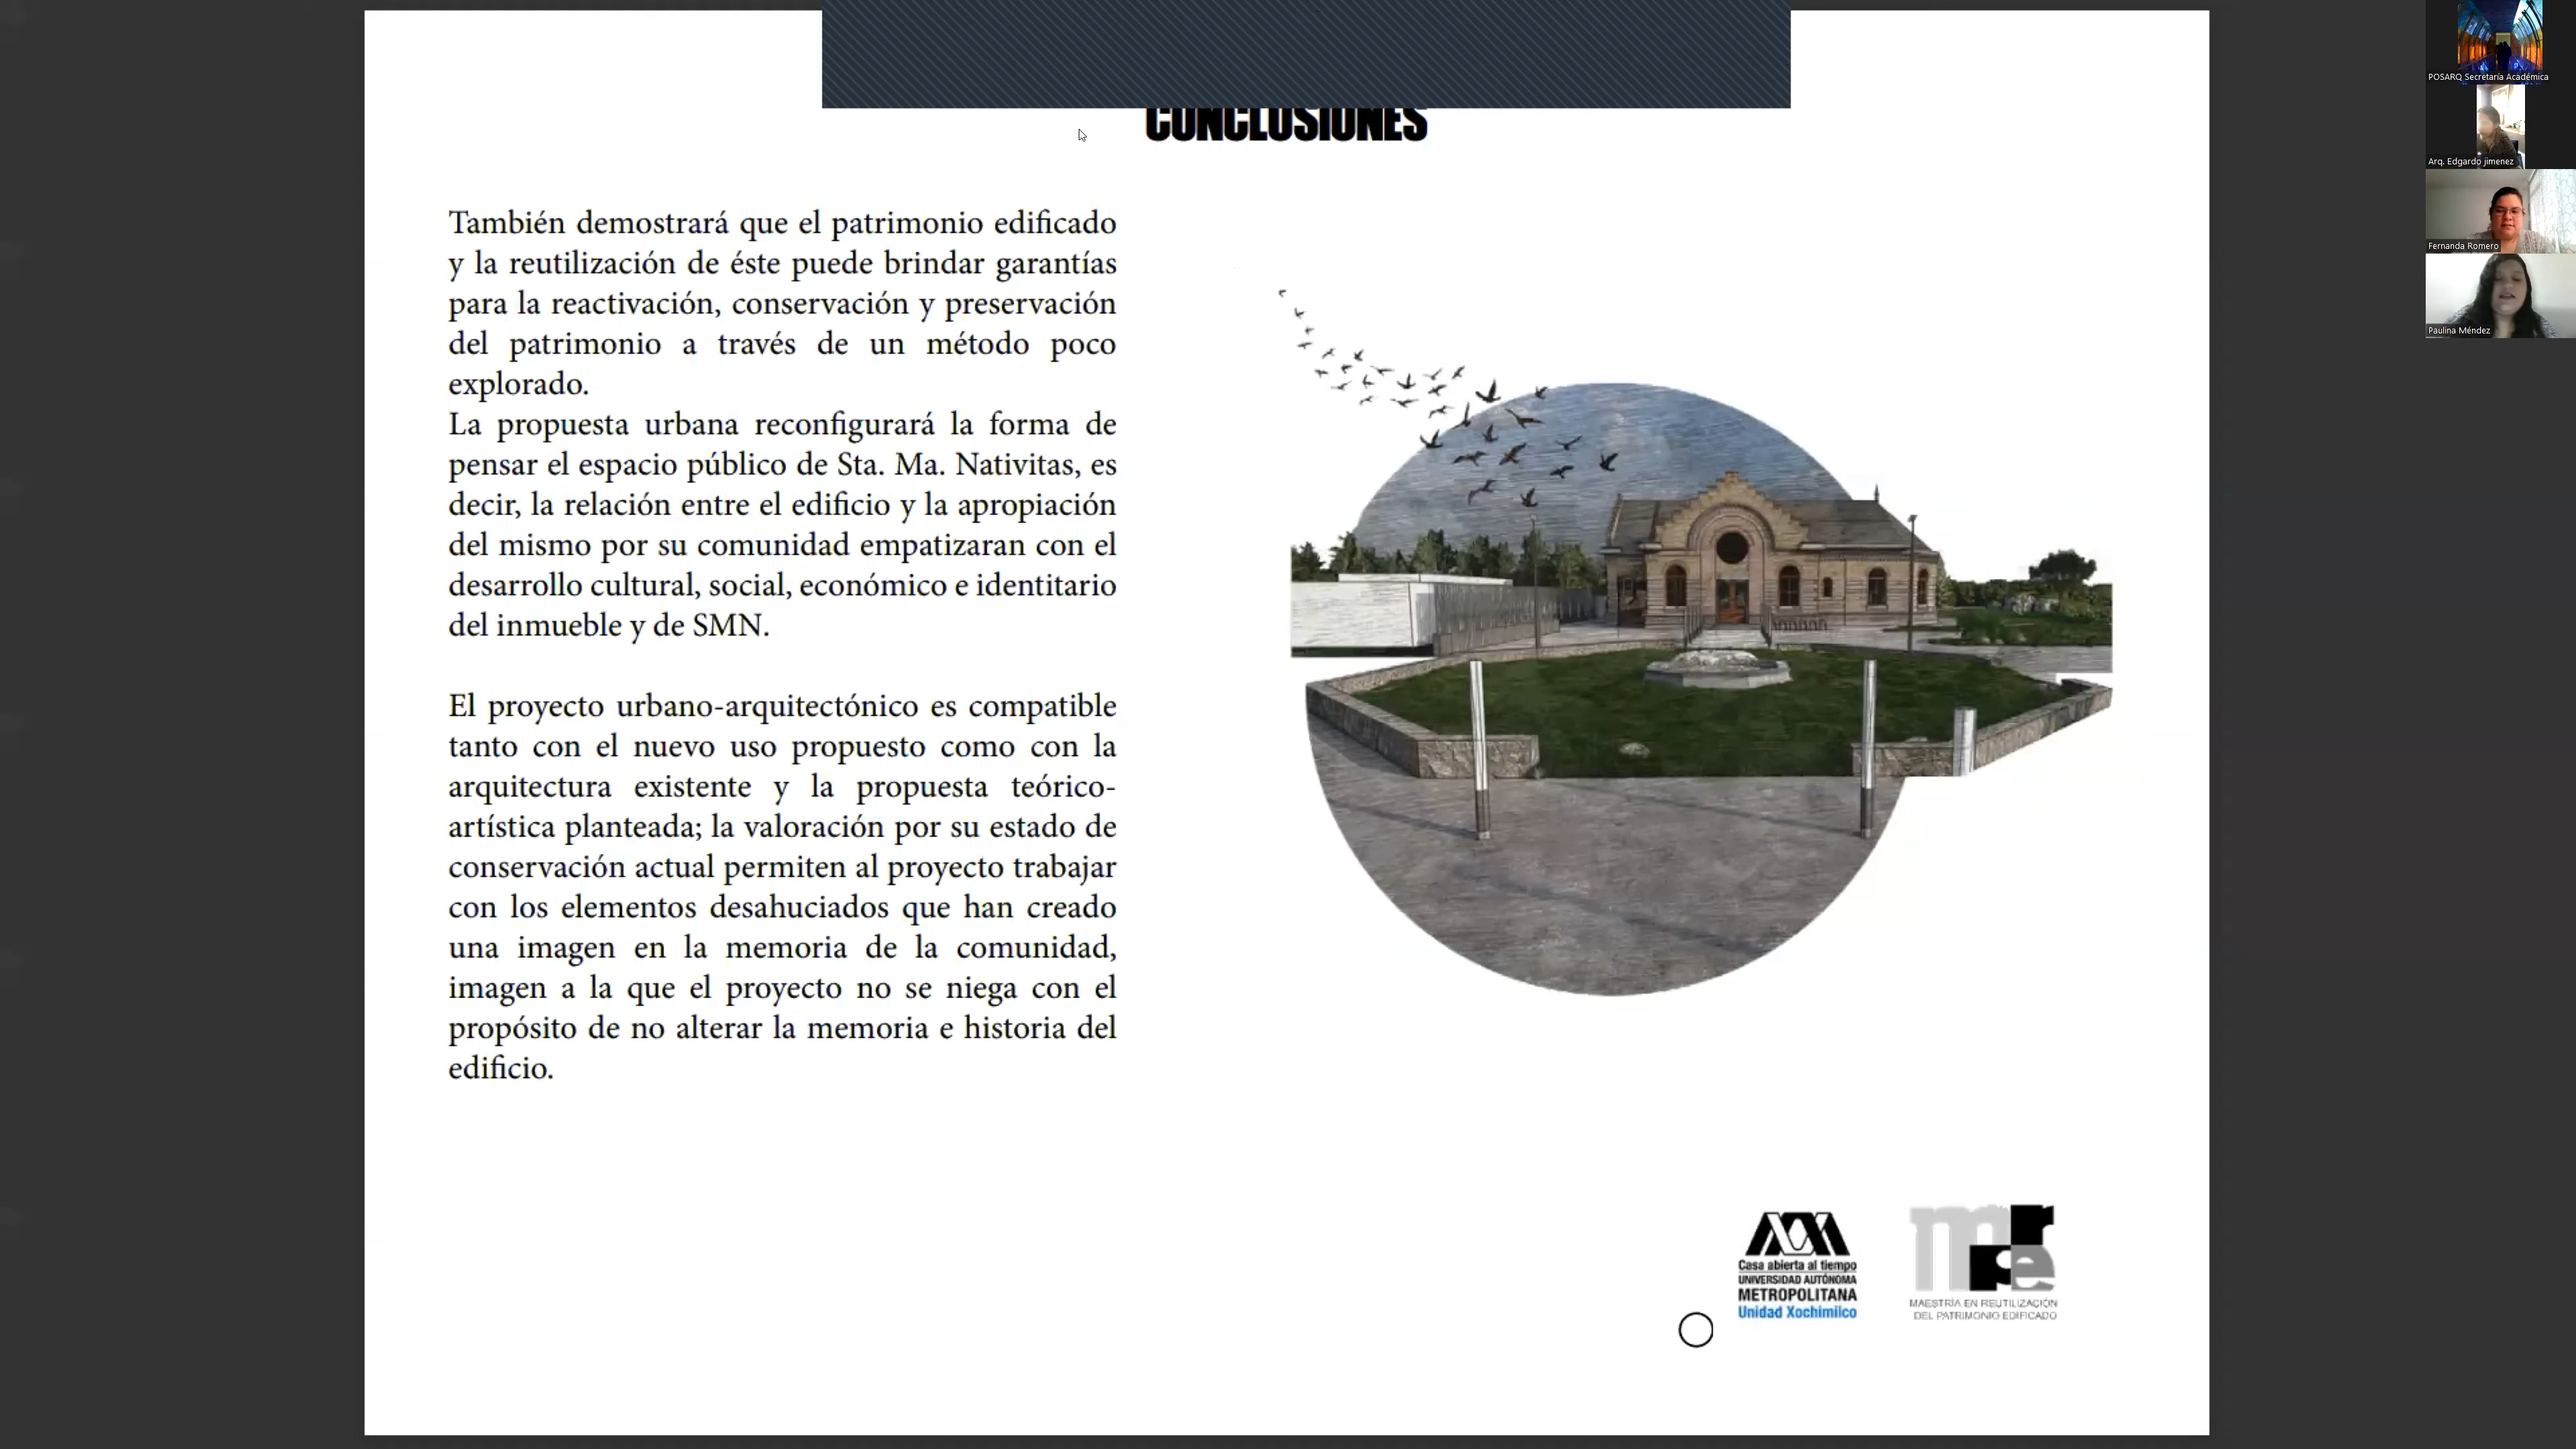 CONCLUSIONES
También demostrará que el patrimonio edificado
y la reutilización de éste puede brindar garantías
para la reactivación, conservación y preservación
del patrimonio a través de un método poco
explorado.
La propuesta urbana reconfigurará la forma de
pensar el espacio público de Sta. Ma. Nativitas, es
decir, la relación entre el edificio y la apropiación
del mismo por su comunidad empatizaran con el
desarrollo cultural, social, económico e identitario
del inmueble y de SMN.
El proyecto urbano-arquitectónico es compatible
tanto con el nuevo uso propuesto como con la
arquitectura existente y la propuesta teórico-
artística planteada; la valoración por su estado de
conservación actual permiten al proyecto trabajar
con los elementos desahuciados que han creado
una imagen en la memoria de la comunidad,
imagen a la que el proyecto no se niega con el
propósito de no alterar la memoria e historia del
edificio.
Casa abierta al tiempo
UNIVERSIDAD AUTÓNOMA
METROPOLITANA
Unidad Xochimilco
mrpe
MAESTRÍA EN REUTILIZACIÓN
DEL PATRIMONIO EDIFICADO
POSARQ Secretaría Académica
Arq. Edgardo jimenez
Fernanda Romero
Paulina Méndez